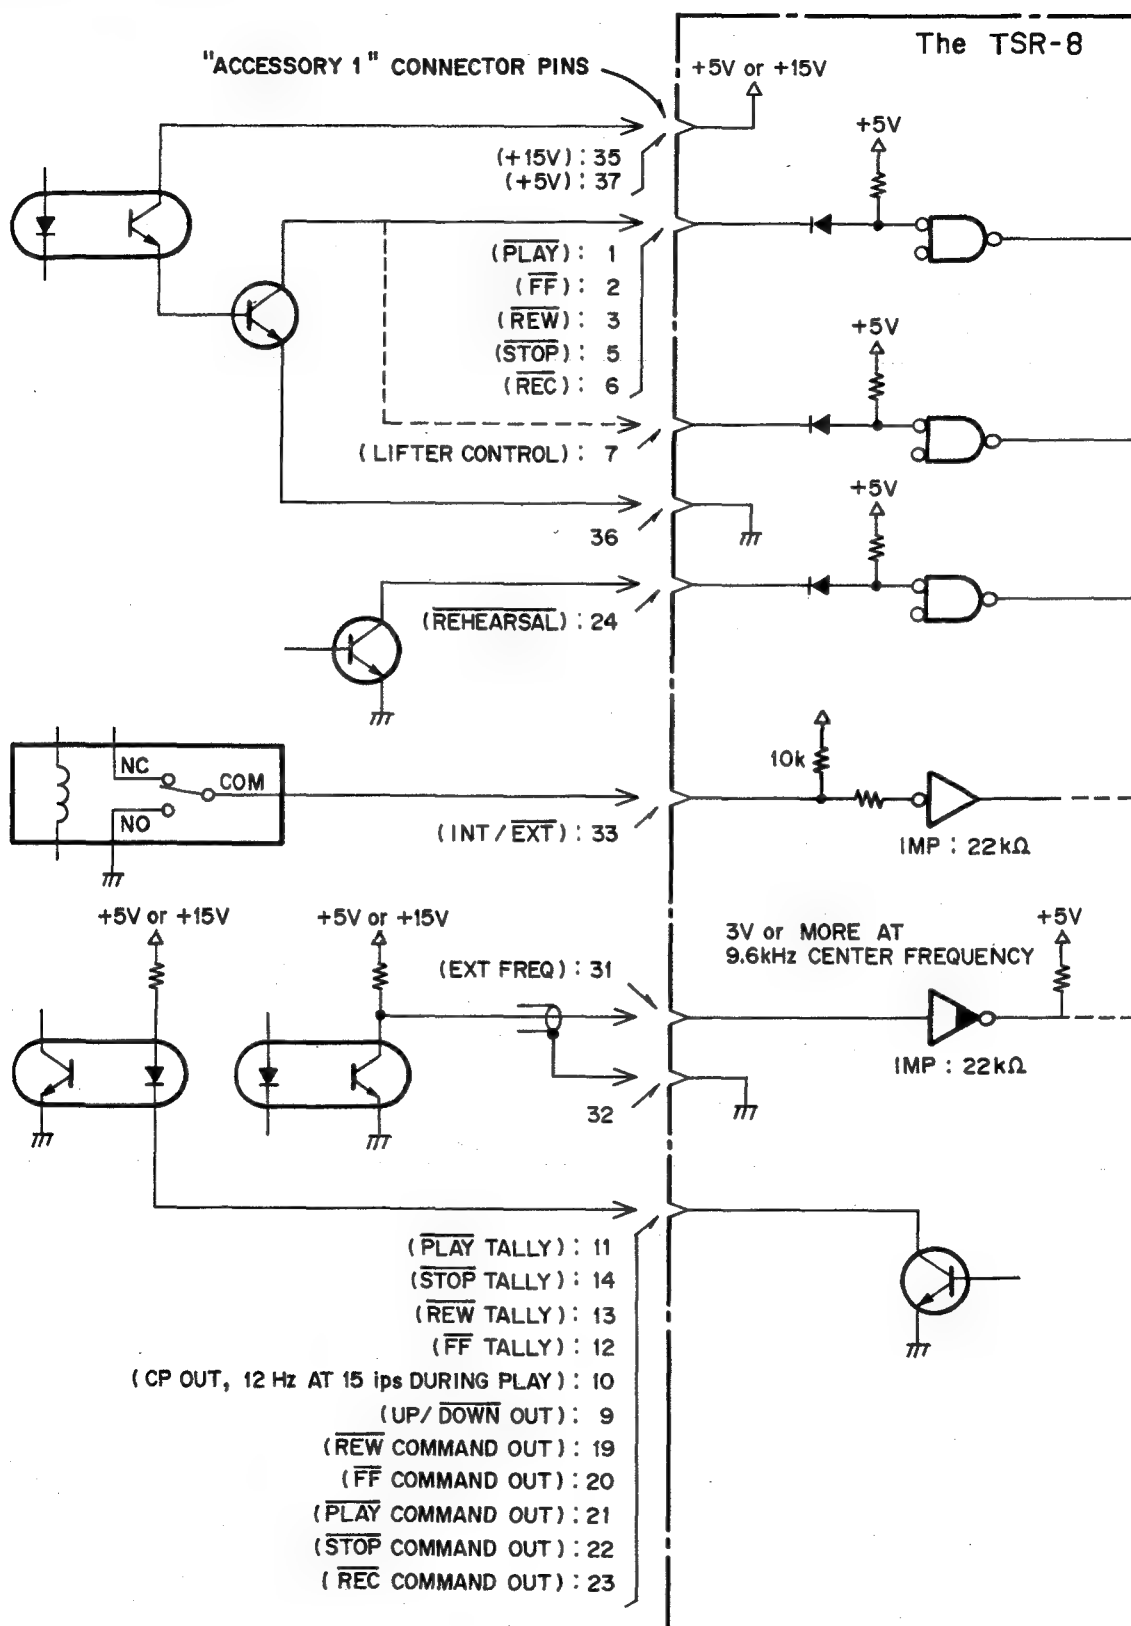 The TSR-8
"ACCESSORY 1" CONNECTOR PINS
+5V or +15V
+5V
(+15V): 35
(+5V): 37
(PLAY): 1
(FF): 2
(REW): 3
(STOP): 5
(REC): 6
+5V
(LIFTER CONTROL): 7
+5V
36
(REHEARSAL): 24
NC
COM
NO
10k
(INT/EXT): 33
IMP: 22kΩ
+5V or +15V
+5V or +15V
+5V
3V or MORE AT
9.6kHz CENTER FREQUENCY
(EXT FREQ): 31
IMP: 22kΩ
32
(PLAY TALLY): 11
(STOP TALLY): 14
(REW TALLY): 13
(FF TALLY): 12
(CP OUT, 12 Hz AT 15 ips DURING PLAY): 10
(UP/DOWN OUT): 9
(REW COMMAND OUT): 19
(FF COMMAND OUT): 20
(PLAY COMMAND OUT): 21
(STOP COMMAND OUT): 22
(REC COMMAND OUT): 23